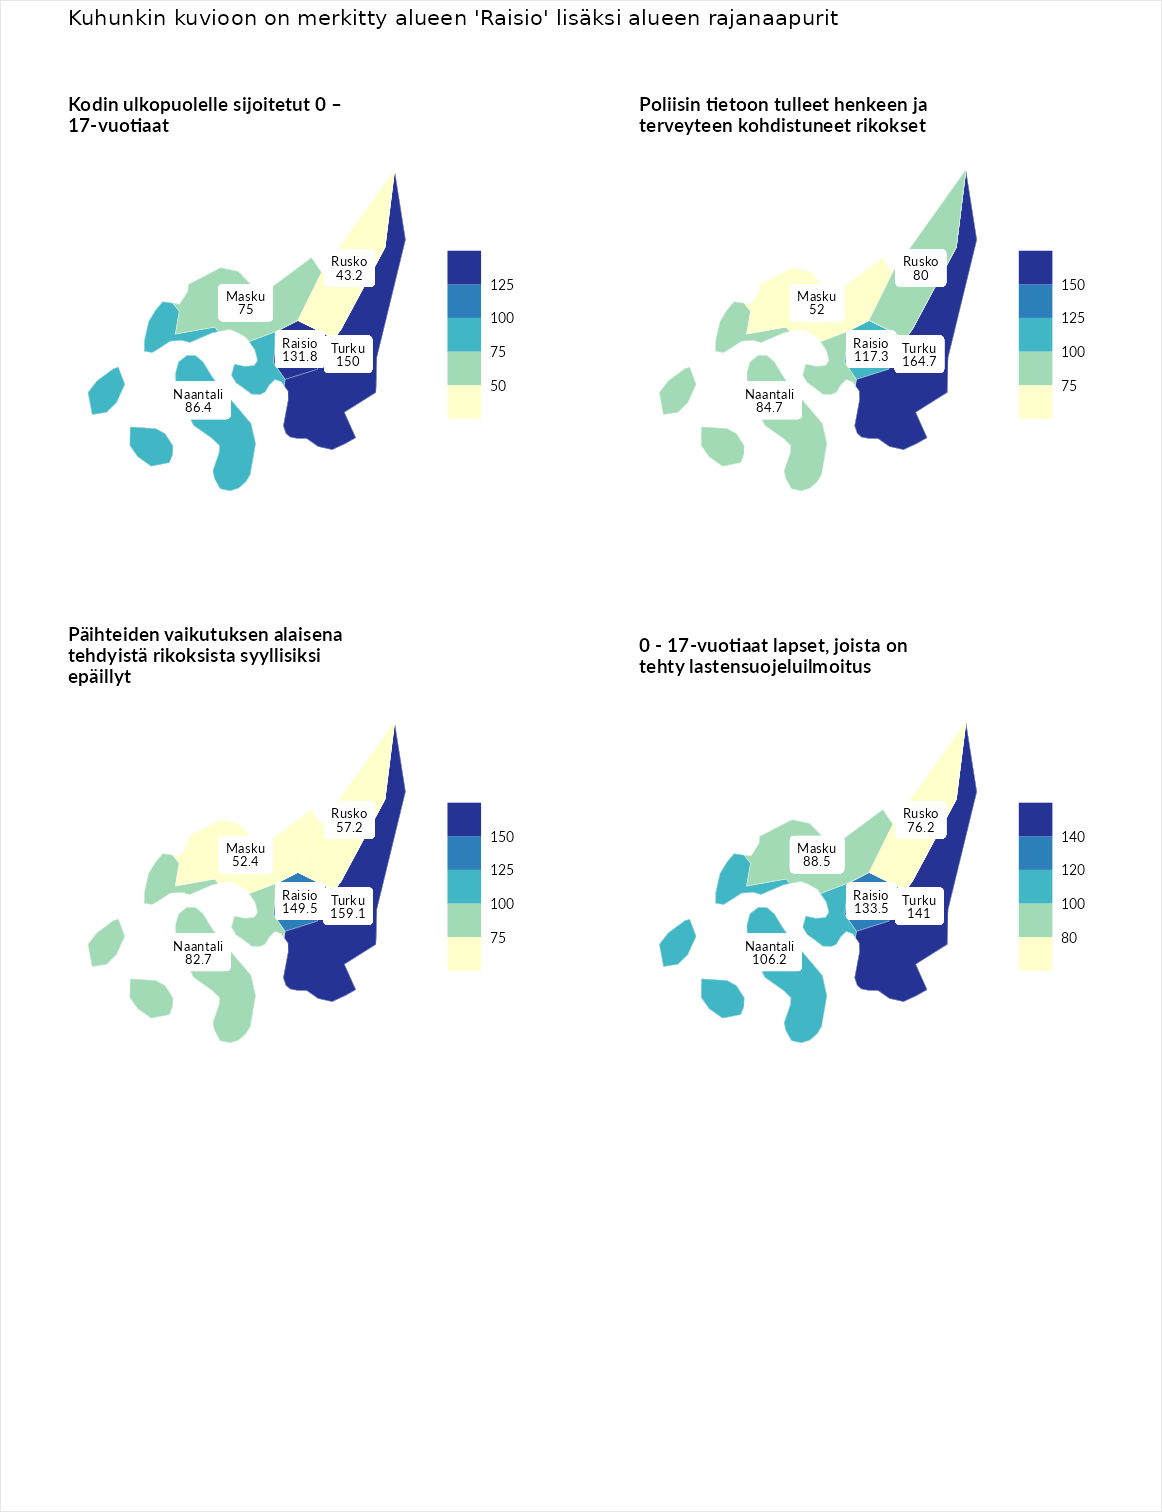 Kuhunkin kuvioon on merkitty alueen 'Raisio' lisäksi alueen rajanaapurit
Kodin ulkopuolelle sijoitetut 0 –
17-vuotiaat
Rusko
43.2
Masku
75
Raisio
131.8
Turku
150
Naantali
86.4
125
100
75
50
Poliisin tietoon tulleet henkeen ja
terveyteen kohdistuneet rikokset
Rusko
80
Masku
52
Raisio
117.3
Turku
164.7
Naantali
84.7
150
125
100
75
Päihteiden vaikutuksen alaisena
tehdyistä rikoksista syyllisiksi
epäillyt
Rusko
57.2
Masku
52.4
Raisio
149.5
Turku
159.1
Naantali
82.7
150
125
100
75
0 - 17-vuotiaat lapset, joista on
tehty lastensuojeluilmoitus
Rusko
76.2
Masku
88.5
Raisio
133.5
Turku
141
Naantali
106.2
140
120
100
80